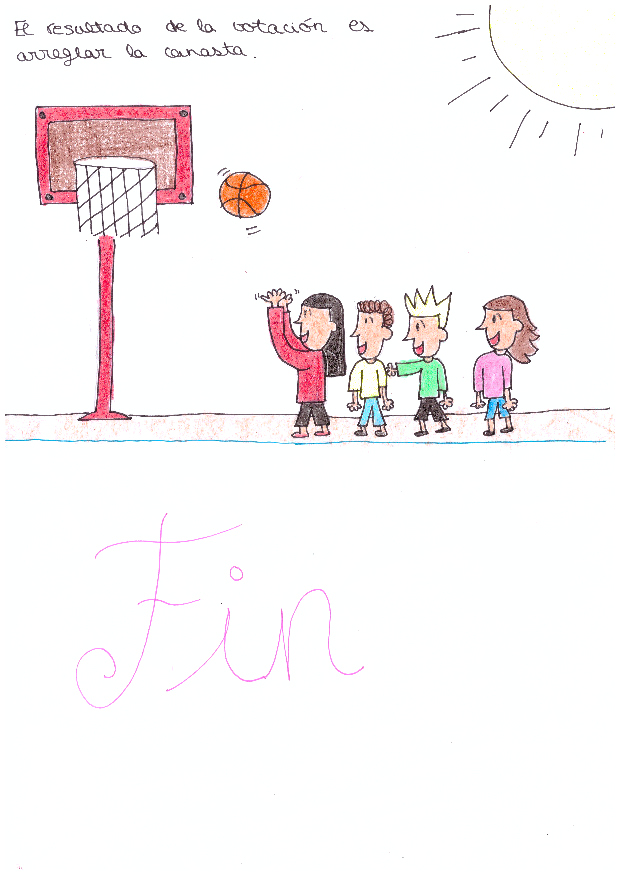 El resultado de la votación es
arreglar la canasta.
Fin